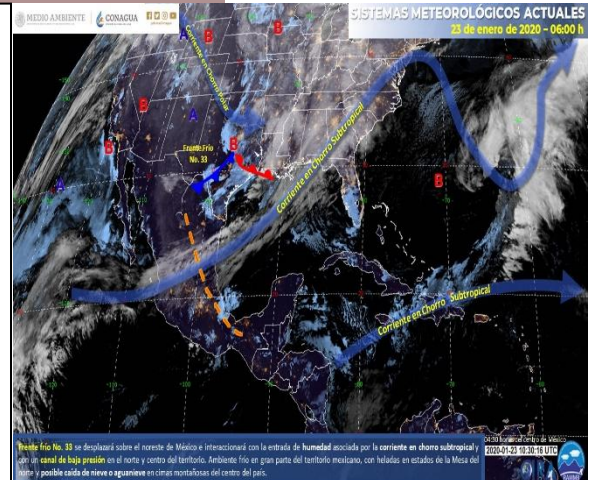 MEDIO AMBIENTE
CONAGUA
SISTEMAS METEOROLÓGICOS ACTUALES
23 de enero de 2020 – 06:00 h
A
B
B
Corriente en Chorro Polar
B
A
B
Frente Frío
No. 33
B
A
B
Corriente en Chorro Subtropical
Corriente en Chorro Subtropical
04:30 horas del centro de México
2020-01-23 10:30:16 UTC
Frente frío No. 33 se desplazará sobre el noreste de México e interaccionará con la entrada de humedad asociada por la corriente en chorro subtropical y
con un canal de baja presión en el norte y centro del territorio. Ambiente frío en gran parte del territorio mexicano, con heladas en estados de la Mesa del
norte y posible caída de nieve o aguanieve en cimas montañosas del centro del país.